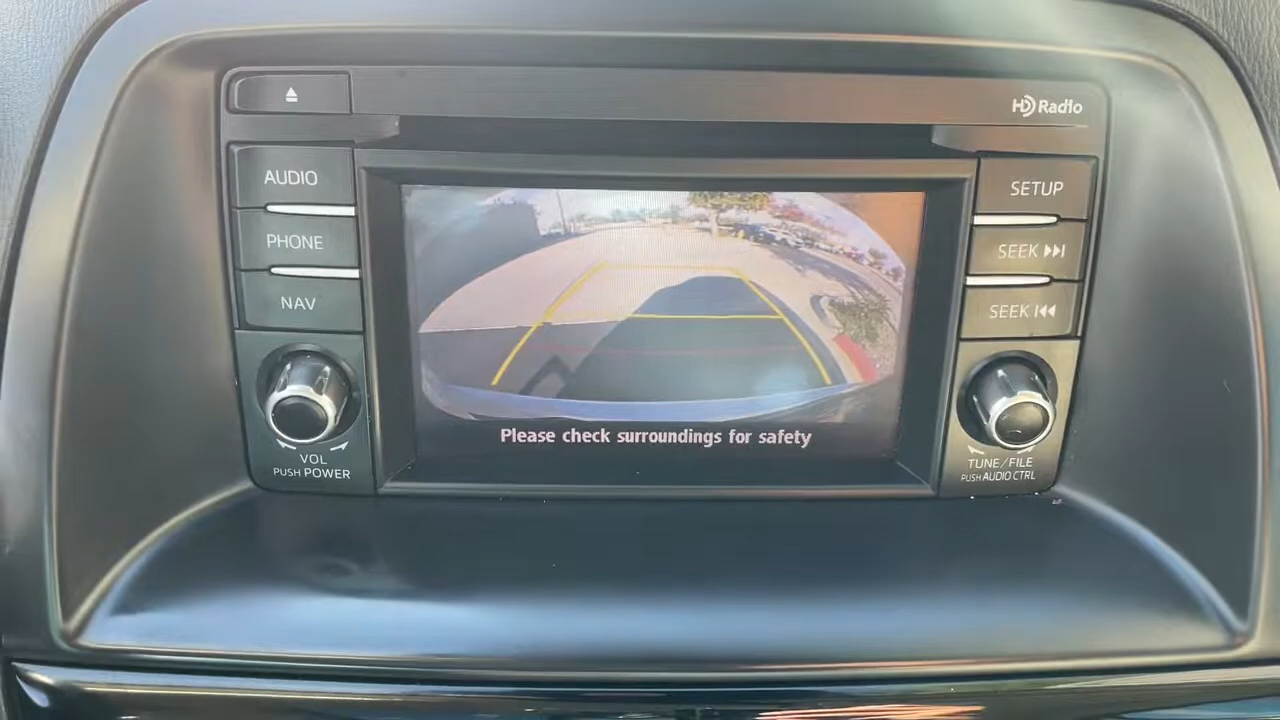 HD Radio
AUDIO
PHONE
NAV
VOL
PUSH POWER
Please check surroundings for safety
SETUP
SEEK
SEEK
TUNE/FILE
PUSH AUDIO CTRL